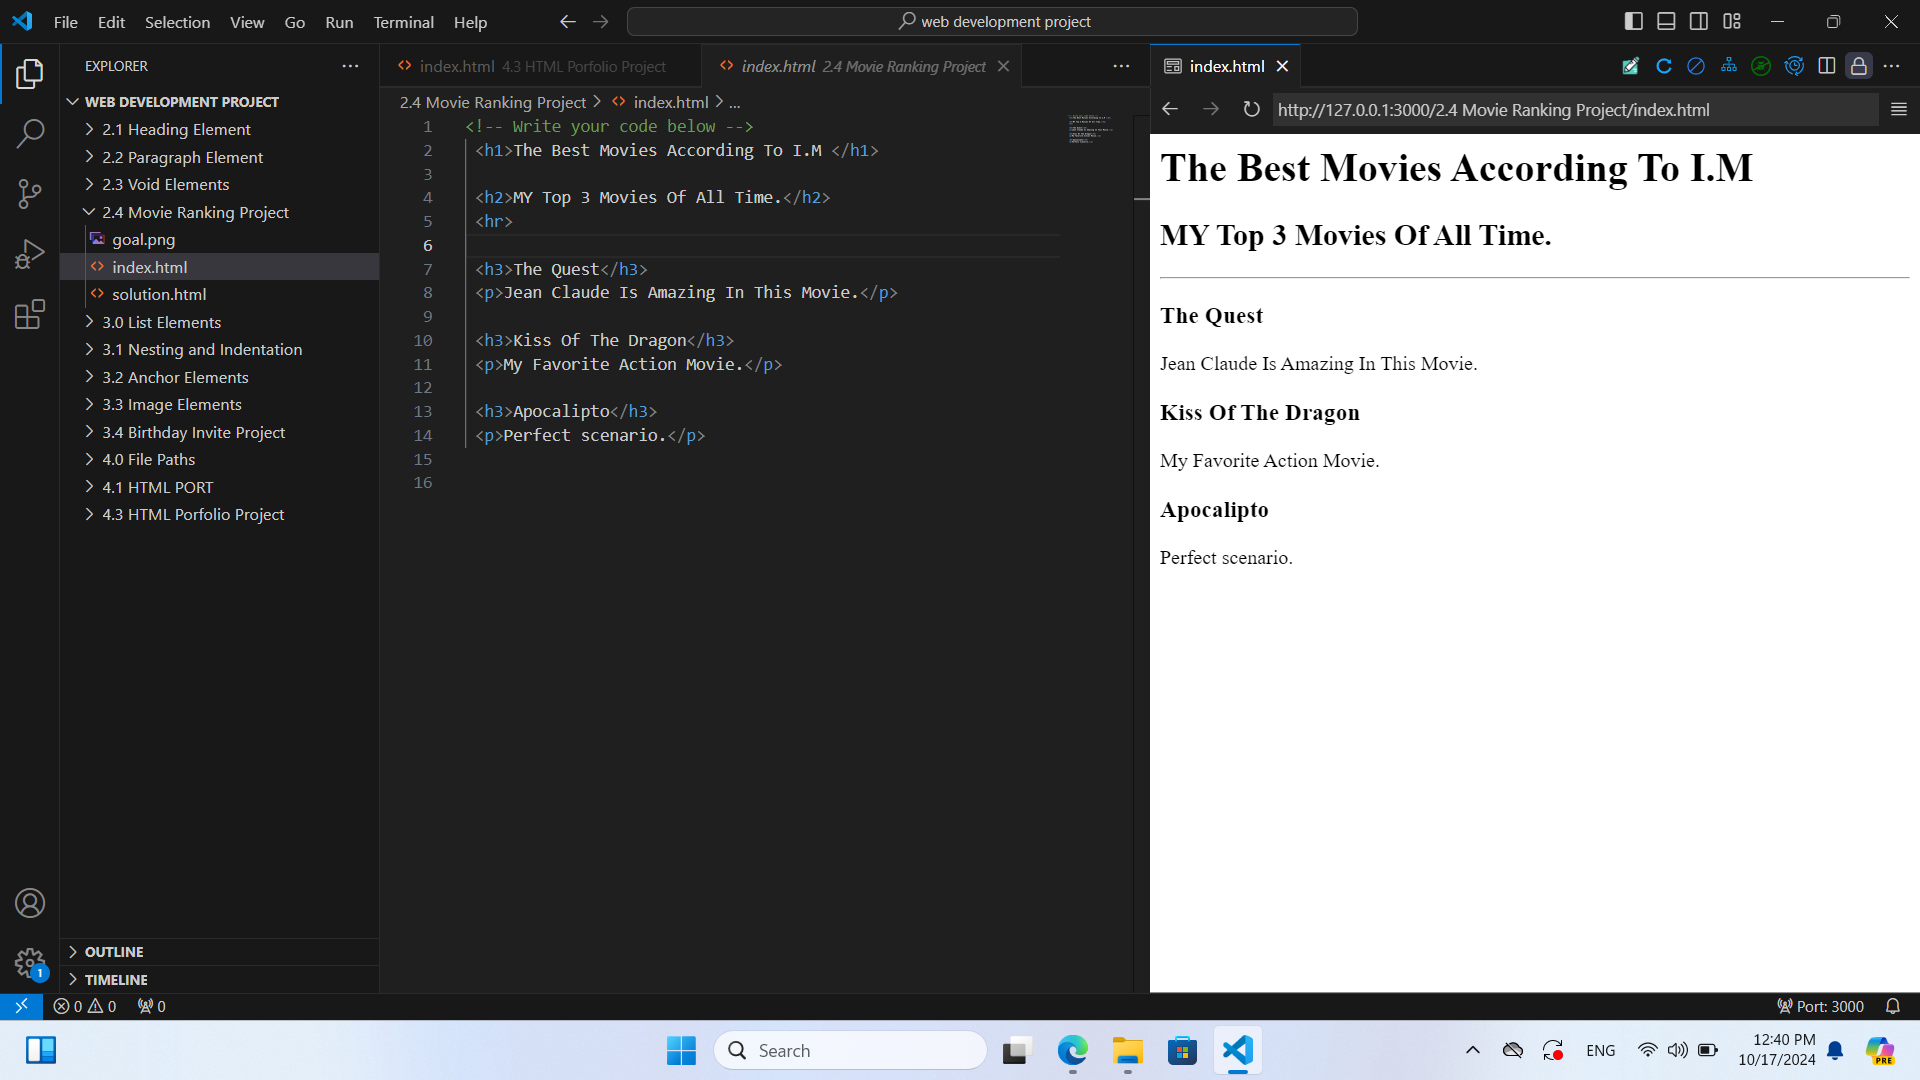 File Edit Selection View Go Run Terminal Help
web development project
EXPLORER
WEB DEVELOPMENT PROJECT
2.1 Heading Element
2.2 Paragraph Element
2.3 Void Elements
2.4 Movie Ranking Project
goal.png
index.html
solution.html
3.0 List Elements
3.1 Nesting and Indentation
3.2 Anchor Elements
3.3 Image Elements
3.4 Birthday Invite Project
4.0 File Paths
4.1 HTML PORT
4.3 HTML Porfolio Project
OUTLINE
TIMELINE
index.html 4.3 HTML Porfolio Project
index.html 2.4 Movie Ranking Project
2.4 Movie Ranking Project > index.html > ...
1 <!-- Write your code below -->
2 <h1>The Best Movies According To I.M </h1>
3
4 <h2>MY Top 3 Movies Of All Time.</h2>
5 <hr>
6
7 <h3>The Quest</h3>
8 <p>Jean Claude Is Amazing In This Movie.</p>
9
10 <h3>Kiss Of The Dragon</h3>
11 <p>My Favorite Action Movie.</p>
12
13 <h3>Apocalipto</h3>
14 <p>Perfect scenario.</p>
15
16
index.html
http://127.0.0.1:3000/2.4 Movie Ranking Project/index.html
The Best Movies According To I.M
MY Top 3 Movies Of All Time.
The Quest
Jean Claude Is Amazing In This Movie.
Kiss Of The Dragon
My Favorite Action Movie.
Apocalipto
Perfect scenario.
1
0 0 0
Port: 3000
Search
ENG
12:40 PM
10/17/2024
PRE